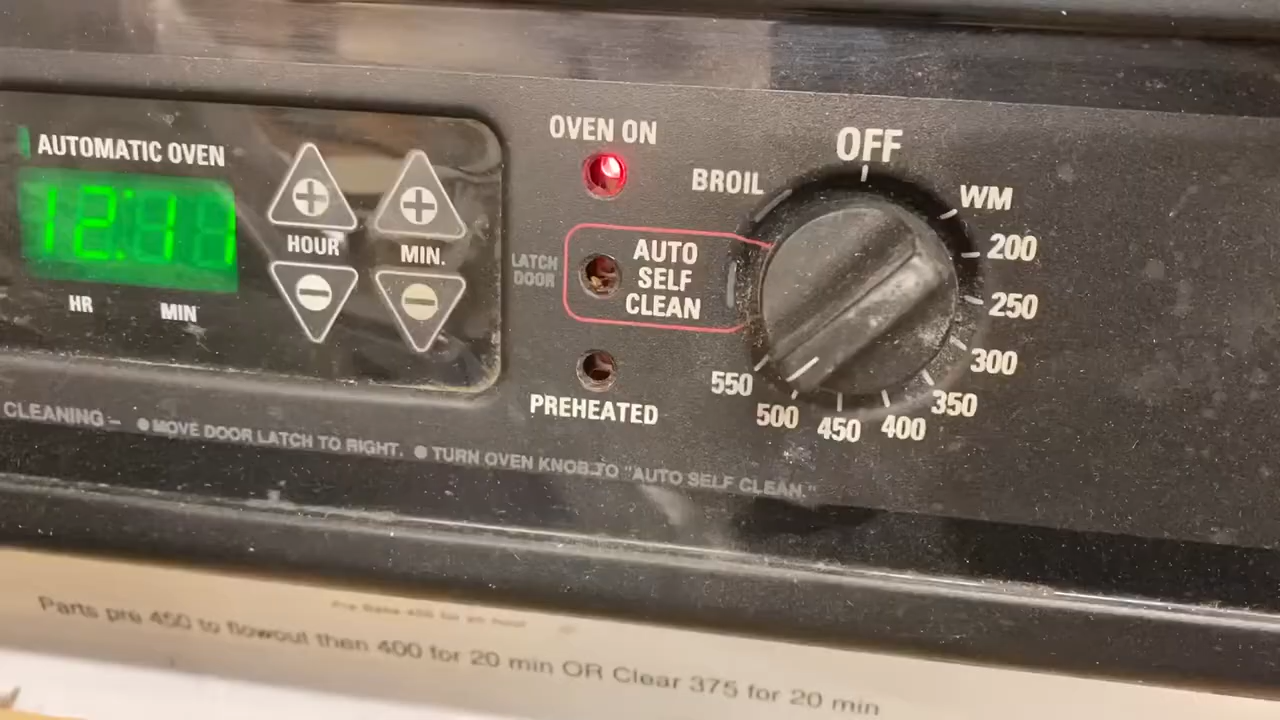 AUTOMATIC OVEN
12:11
HR MIN
HOUR
MIN.
OVEN ON
LATCH
DOOR
AUTO
SELF
CLEAN
PREHEATED
OFF
BROIL
WM
200
250
300
350
400
450
500
550
CLEANING – ● MOVE DOOR LATCH TO RIGHT. ● TURN OVEN KNOB TO "AUTO SELF CLEAN."
Parts pre 450 to flowout then 400 for 20 min OR Clear 375 for 20 min